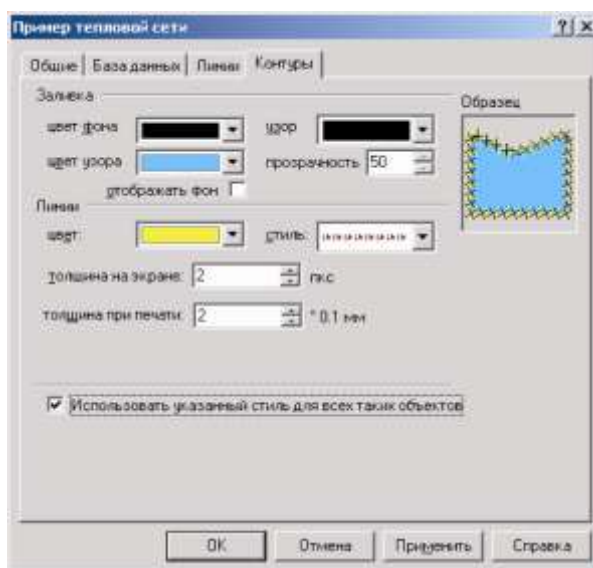 Пример тепловой сети
Общие База данных Линии Контуры
Заливка
Образец
цвет фона узор
цвет узора прозрачность 50
отображать фон
Линии
цвет: стиль:
толщина на экране: 2 пкс
толщина при печати: 2 * 0.1 мм
Использовать указанный стиль для всех таких объектов
ОК Отмена Применить Справка